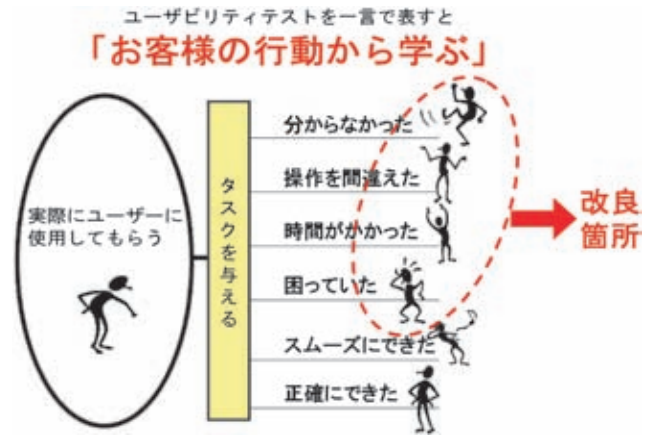 ユーザビリティテストを一言で表すと
「お客様の行動から学ぶ」
実際にユーザーに
使用してもらう
タスクを与える
分からなかった
操作を間違えた
時間がかかった
困っていた
スムーズにできた
正確にできた
改良
箇所